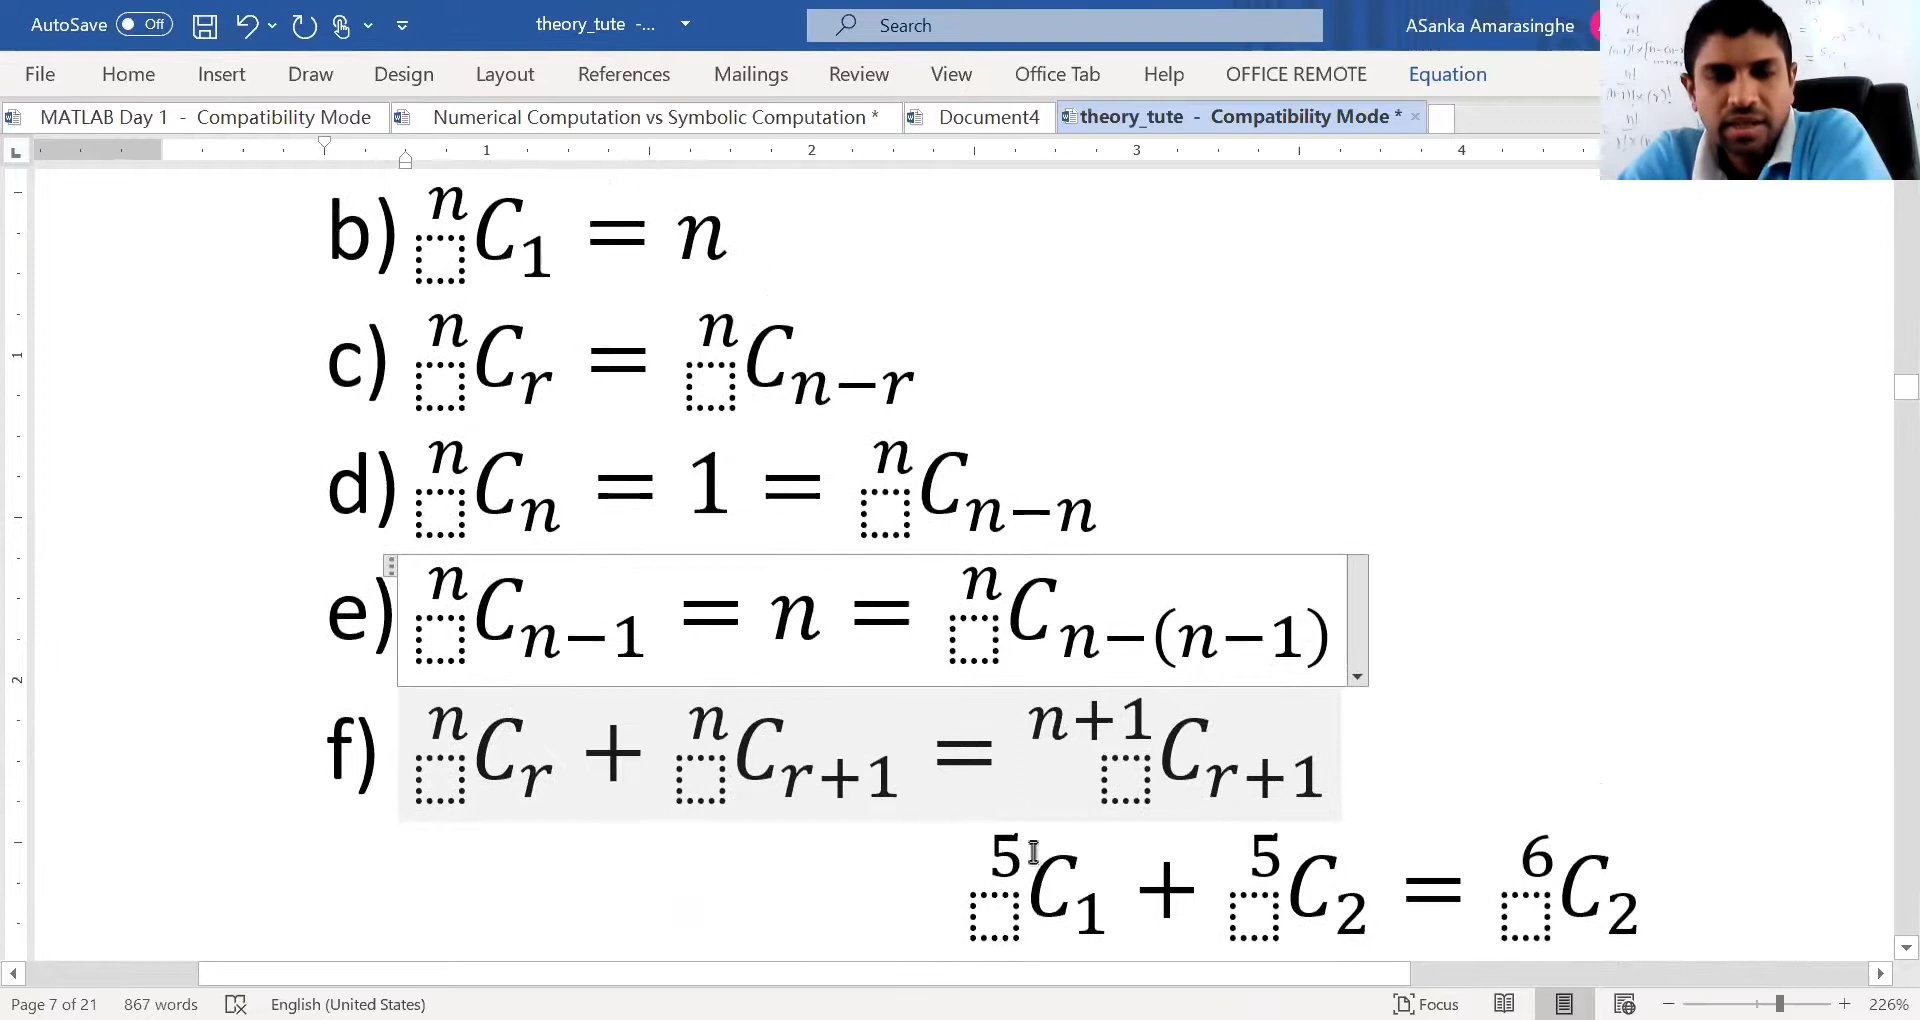 AutoSave Off theory_tute -... Search ASanka Amarasinghe
File Home Insert Draw Design Layout References Mailings Review View Office Tab Help OFFICE REMOTE Equation
MATLAB Day 1 - Compatibility Mode Numerical Computation vs Symbolic Computation * Document4 theory_tute - Compatibility Mode * ×
1 2 3 4
b) ⁿC₁ = n
c) ⁿCᵣ = ⁿCₙ₋ᵣ
d) ⁿCₙ = 1 = ⁿCₙ₋ₙ
e) ⁿCₙ₋₁ = n = ⁿCₙ₋₍ₙ₋₁₎
f) ⁿCᵣ + ⁿCᵣ₊₁ = ⁿ⁺¹Cᵣ₊₁
⁵C₁ + ⁵C₂ = ⁶C₂
1
2
Page 7 of 21 867 words English (United States) Focus 226%